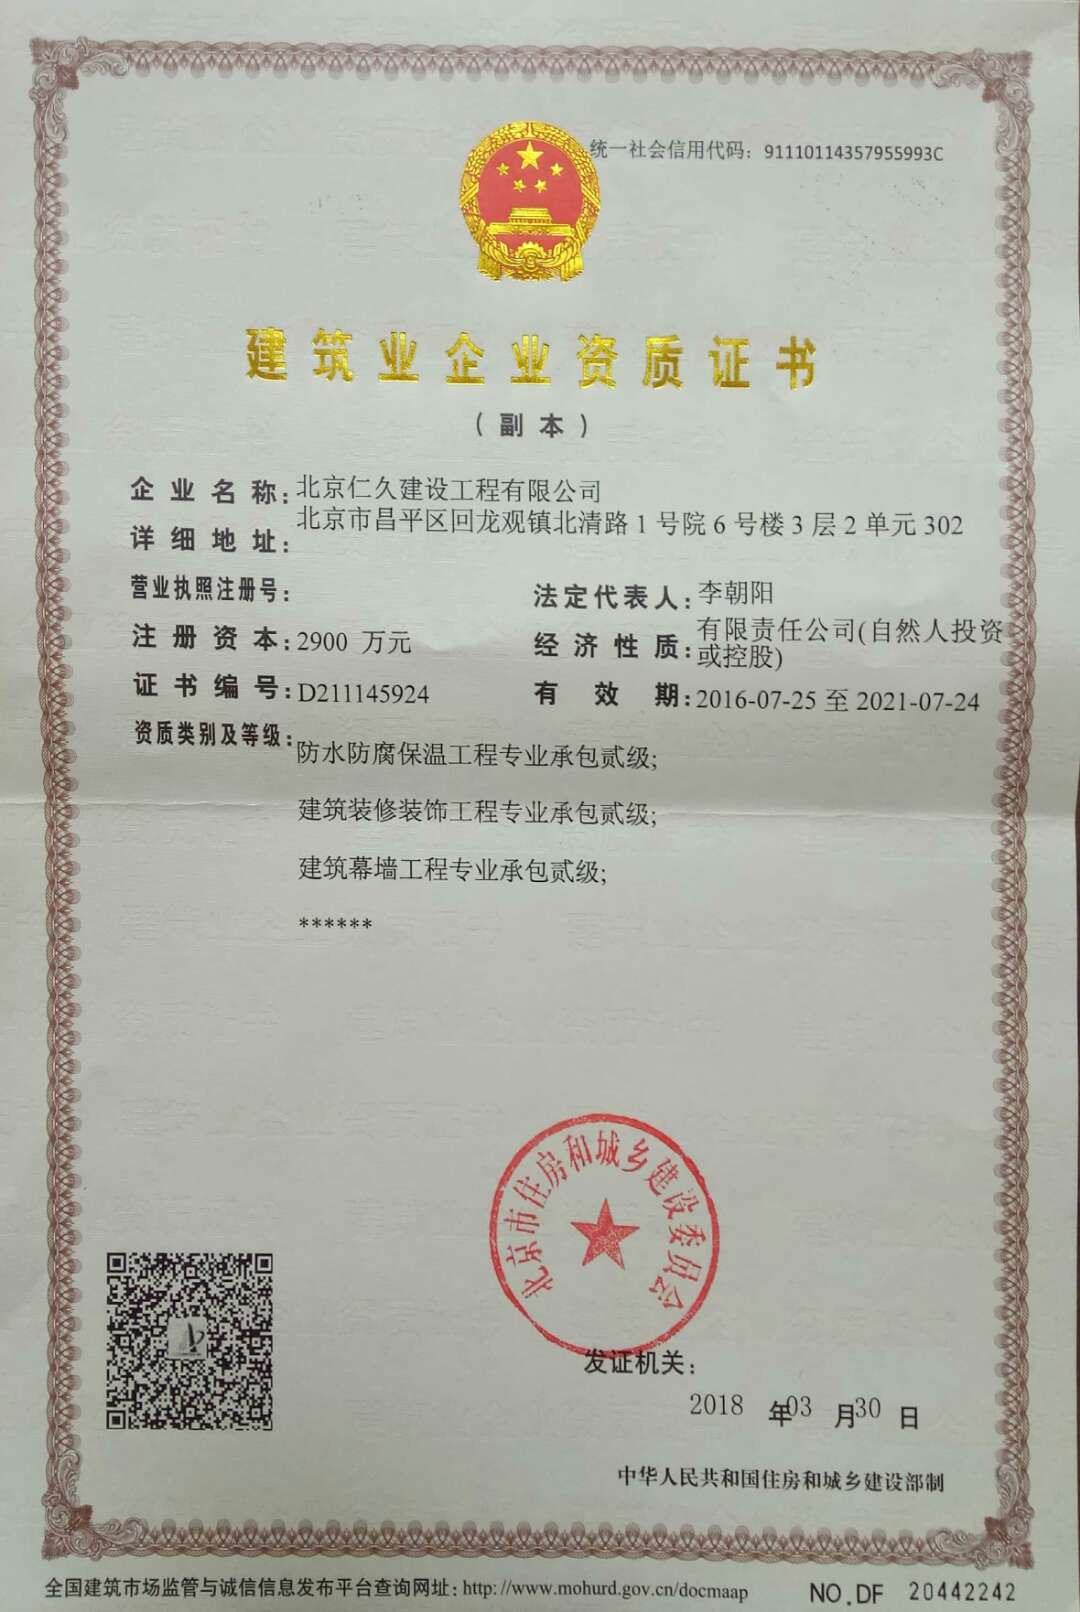 统一社会信用代码：91110114357955993C
建筑业企业资质证书
（副本）
企业名称：北京仁久建设工程有限公司
详细地址：北京市昌平区回龙观镇北清路1号院6号楼3层2单元302
营业执照注册号：
法定代表人：李朝阳
注册资本：2900 万元
经济性质：有限责任公司(自然人投资
或控股)
证书编号：D211145924
有效期：2016-07-25 至 2021-07-24
资质类别及等级：
防水防腐保温工程专业承包贰级;
建筑装修装饰工程专业承包贰级;
建筑幕墙工程专业承包贰级;
******
北京市住房和城乡建设委员会
发证机关：
2018 年03 月30 日
中华人民共和国住房和城乡建设部制
全国建筑市场监管与诚信信息发布平台查询网址：http://www.mohurd.gov.cn/docmaap
NO.DF 20442242